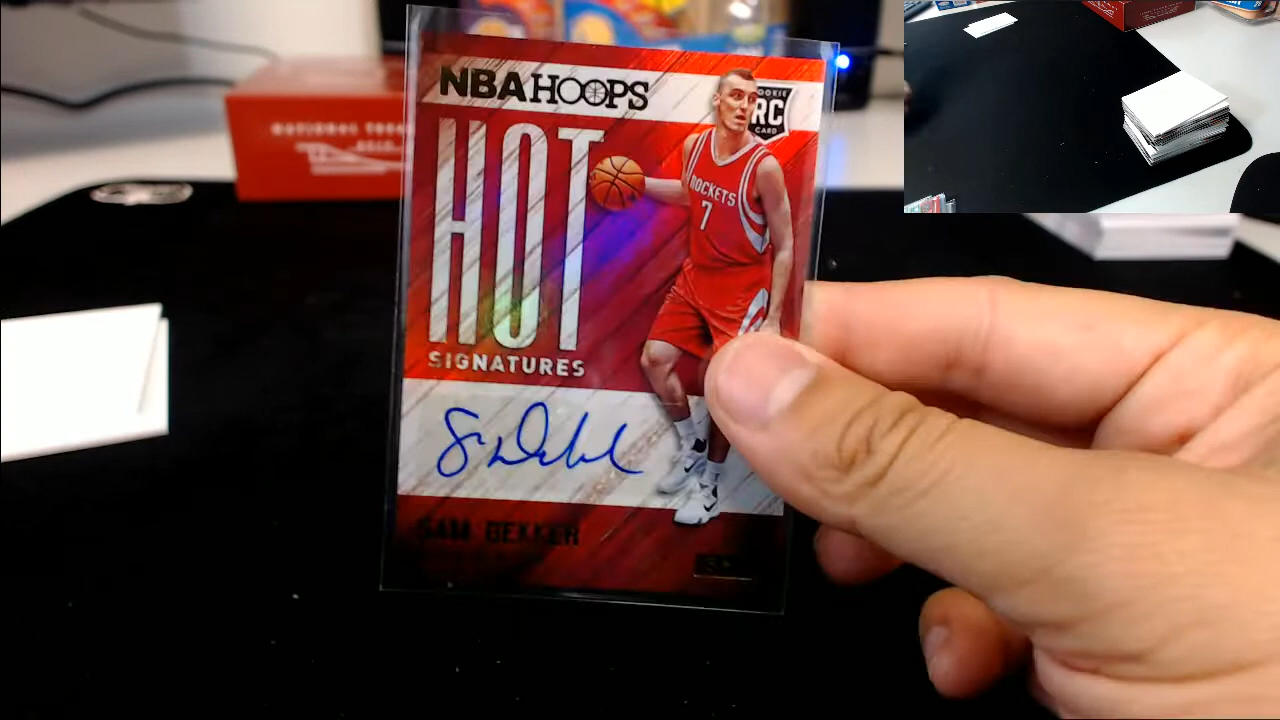 NBA HOOPS
ROOKIE
RC
CARD
HOT
ROCKETS
7
SIGNATURES
SAM DEKKER